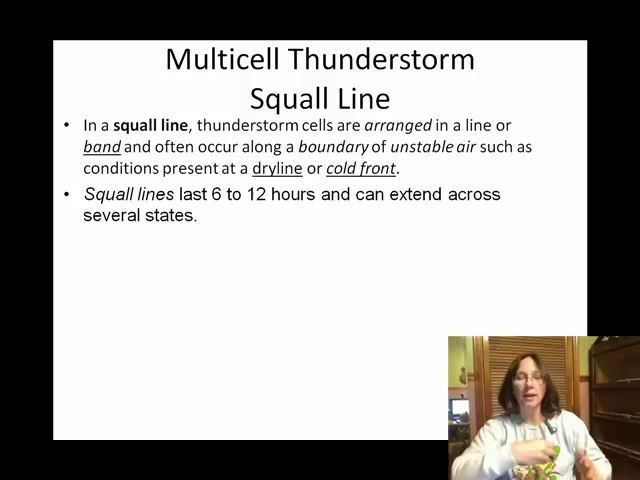 Multicell Thunderstorm
Squall Line
• In a squall line, thunderstorm cells are arranged in a line or
band and often occur along a boundary of unstable air such as
conditions present at a dryline or cold front.
• Squall lines last 6 to 12 hours and can extend across
several states.